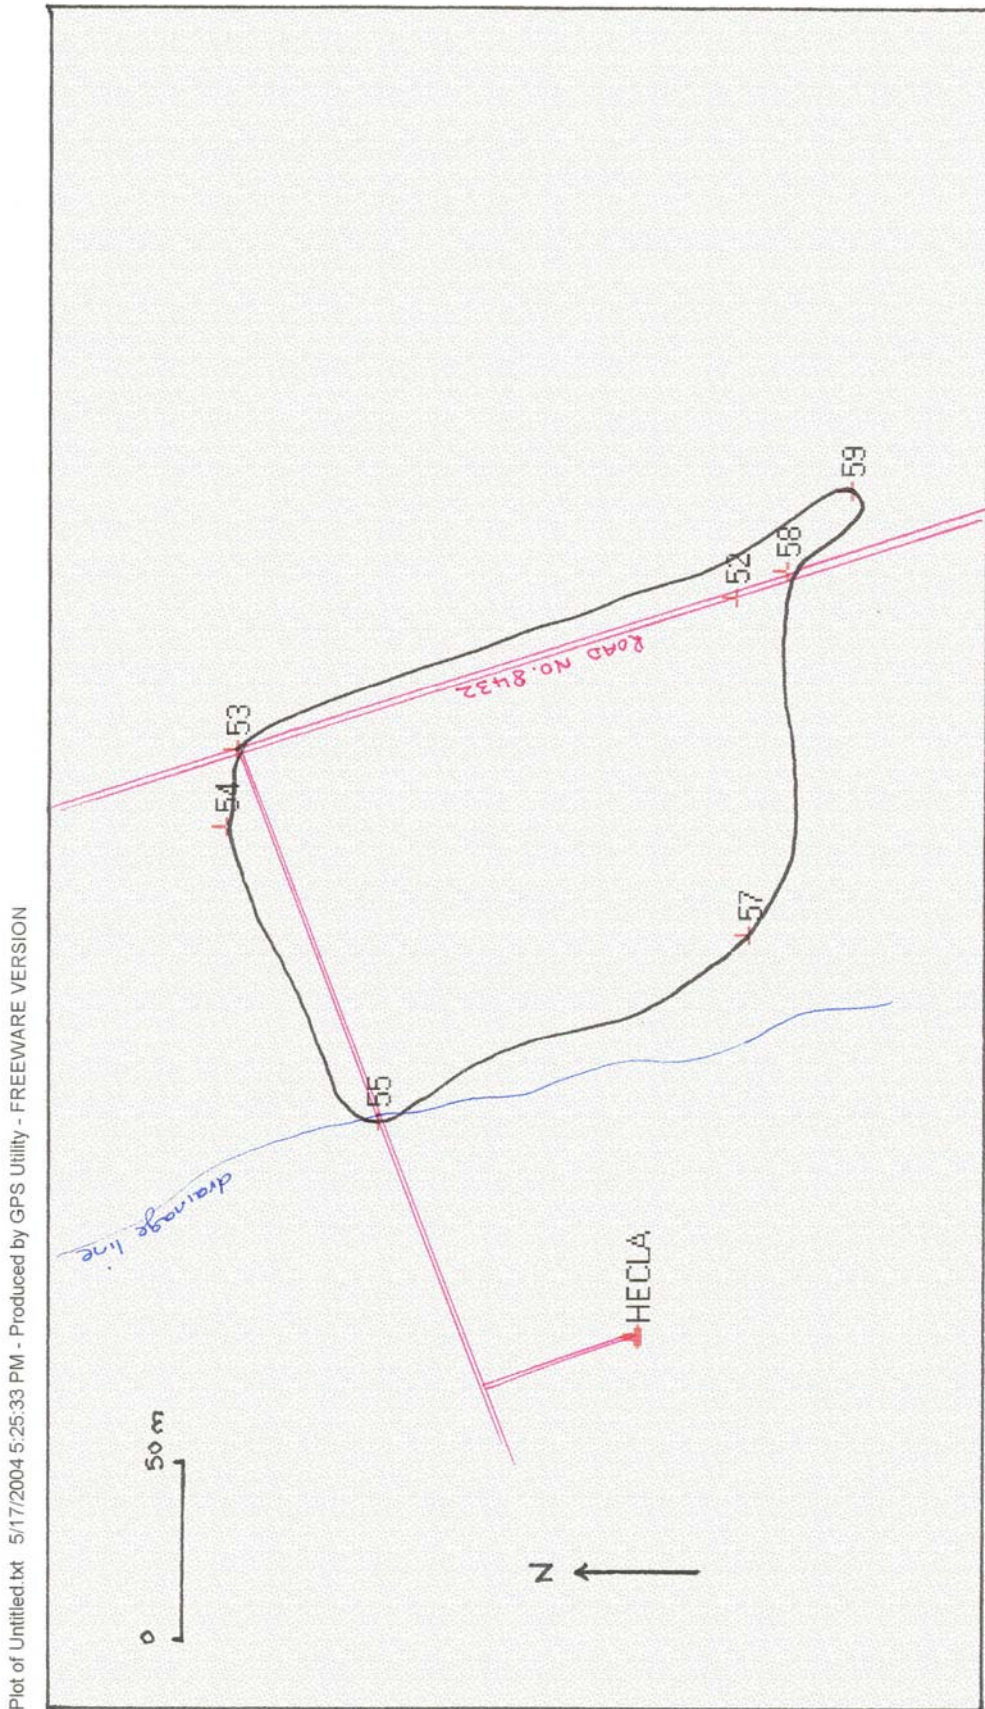 Plot of Untitled.txt 5/17/2004 5:25:33 PM - Produced by GPS Utility - FREEWARE VERSION
0 50 m
N
HECLA
drainage line
55
54
53
57
ROAD NO. 8432
52
58
59